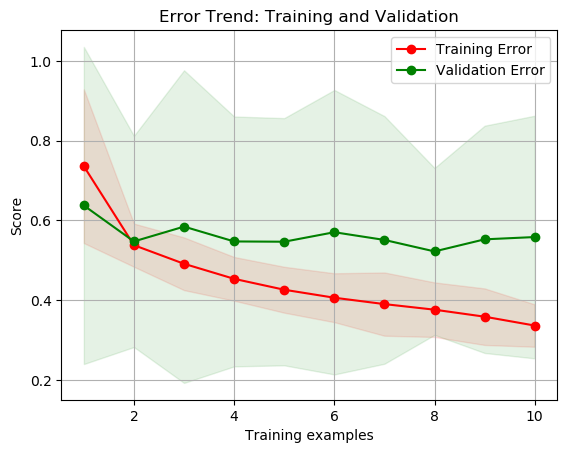 Error Trend: Training and Validation
Training Error
Validation Error
1.0
0.8
0.6
0.4
0.2
Score
2
4
6
8
10
Training examples